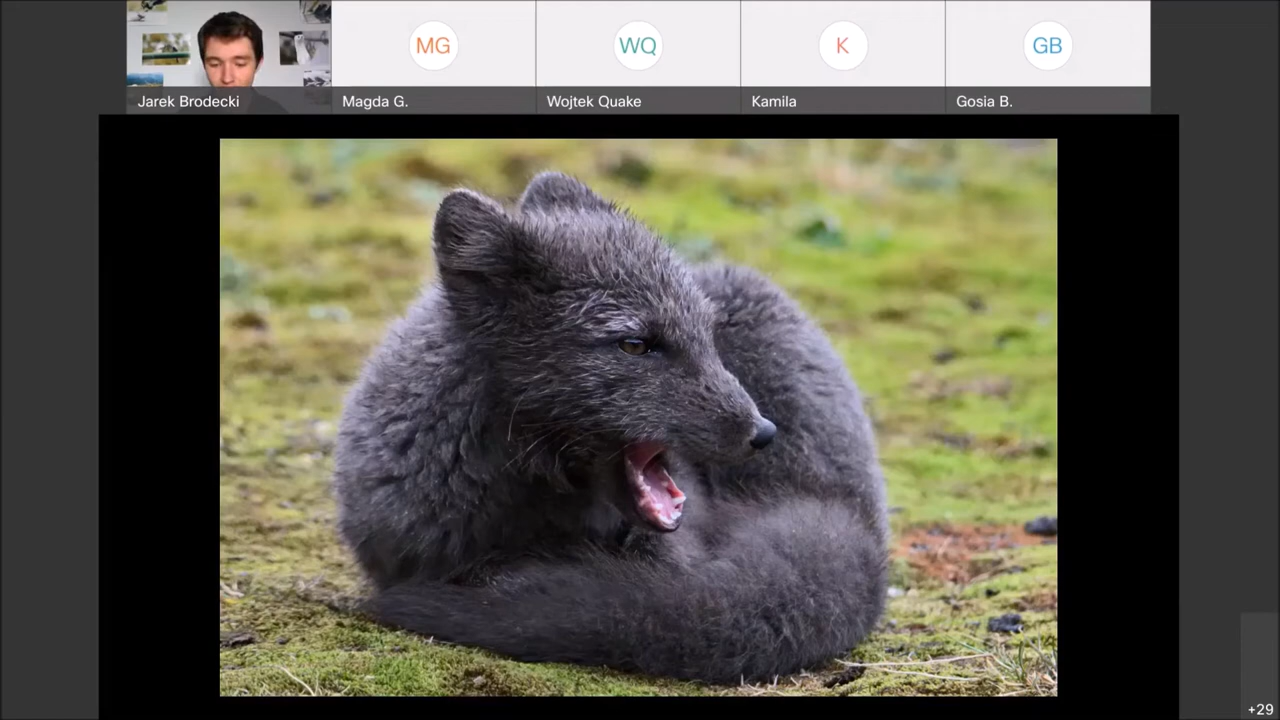 MG
WQ
K
GB
Jarek Brodecki
Magda G.
Wojtek Quake
Kamila
Gosia B.
+29